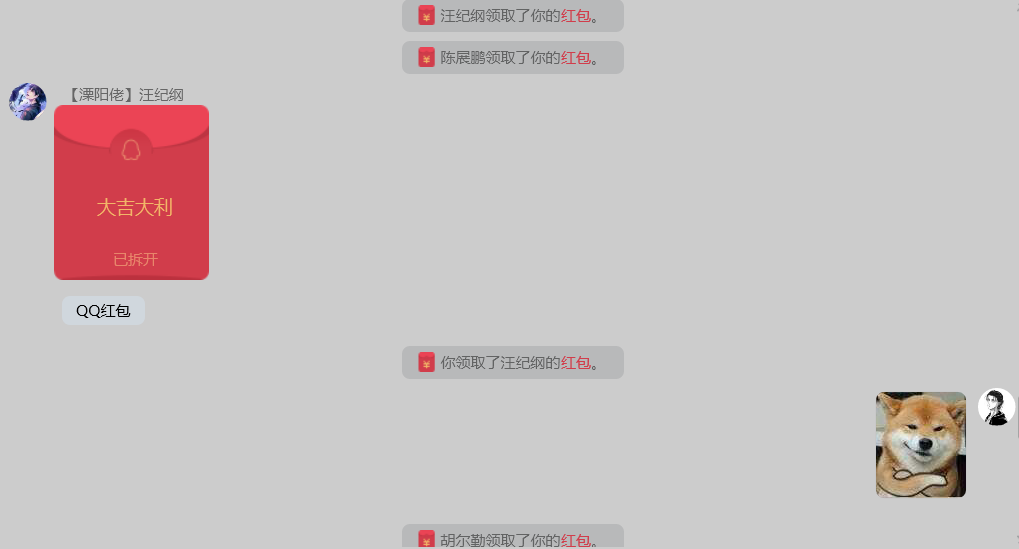 汪纪纲领取了你的红包。
陈展鹏领取了你的红包。
【溧阳佬】汪纪纲
大吉大利
已拆开
QQ红包
你领取了汪纪纲的红包。
胡尔勤领取了你的红包。